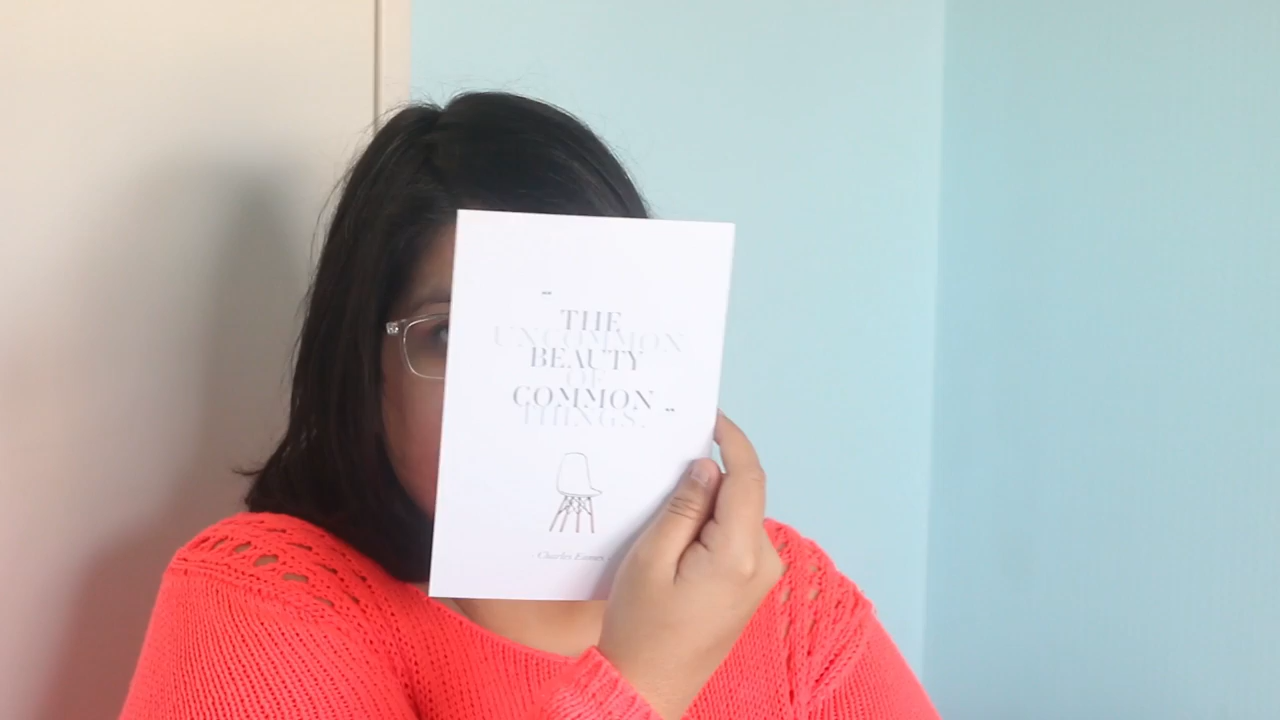 "
THE
UNCOMMON
BEAUTY
OF
COMMON "
THINGS.
- Charles Eames -